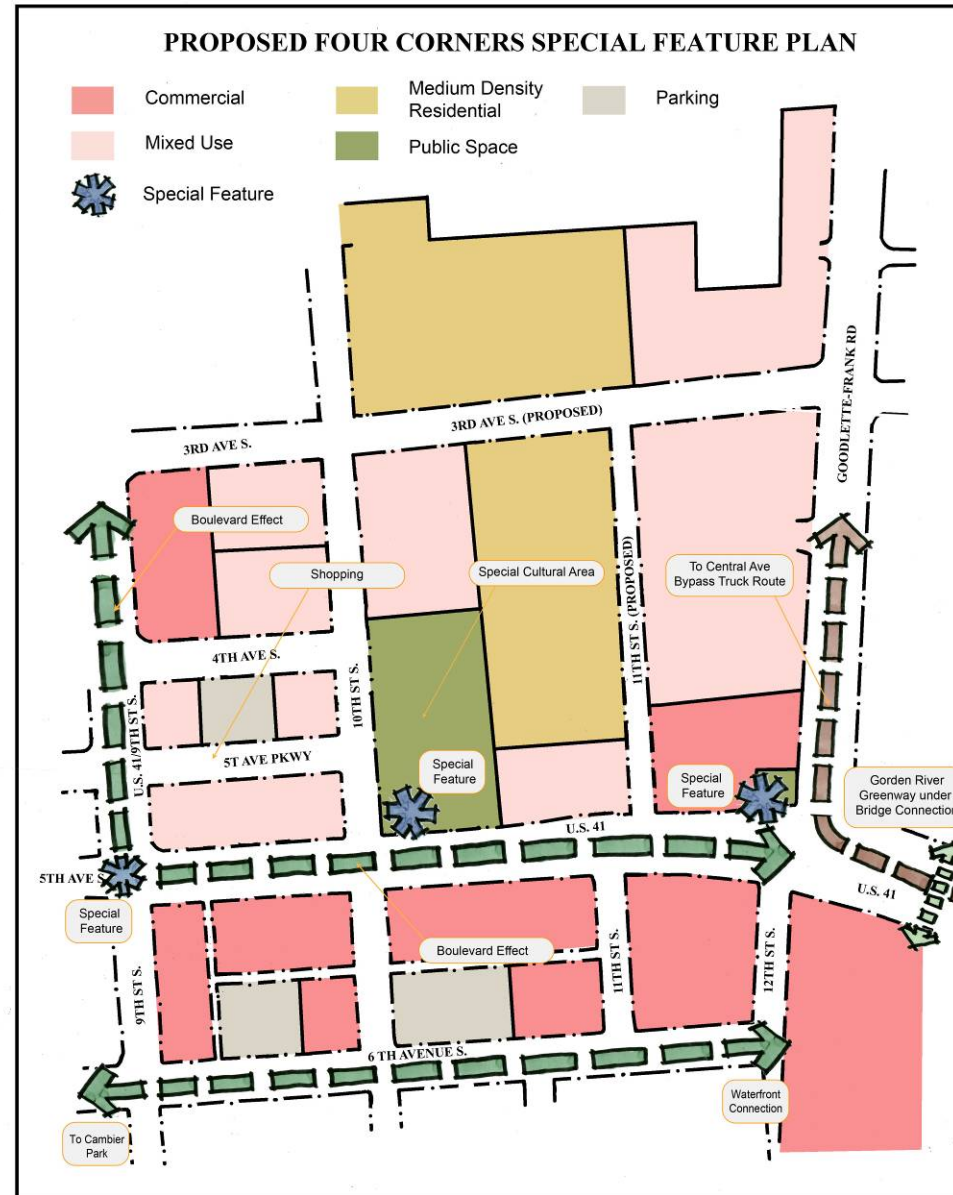 PROPOSED FOUR CORNERS SPECIAL FEATURE PLAN
Commercial
Medium Density
Residential
Parking
Mixed Use
Public Space
Special Feature
GOODLETTE-FRANK RD
3RD AVE S. (PROPOSED)
3RD AVE S.
Boulevard Effect
Shopping
Special Cultural Area
To Central Ave
Bypass Truck Route
11TH ST S. (PROPOSED)
4TH AVE S.
10TH ST S.
U.S. 41/9TH ST S.
5T AVE PKWY
Special
Feature
Special
Feature
Gorden River
Greenway under
Bridge Connection
U.S. 41
5TH AVE S.
U.S. 41
Special
Feature
Boulevard Effect
9TH ST S.
11TH ST S.
12TH ST S.
6 TH AVENUE S.
Waterfront
Connection
To Cambier
Park